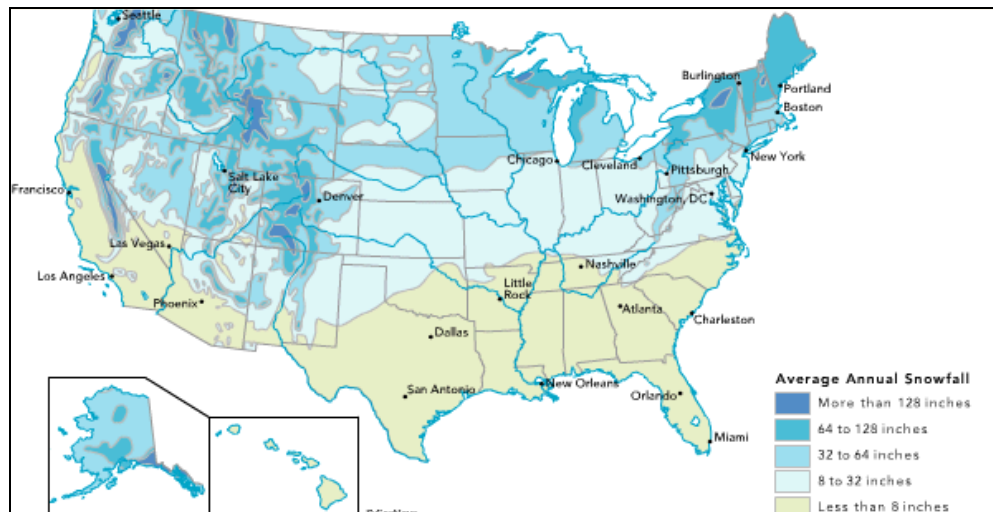 Seattle
Burlington
Portland
Boston
New York
Chicago
Cleveland
Pittsburgh
Salt Lake
City
Denver
Washington, DC
Francisco
Las Vegas
Los Angeles
Phoenix
Nashville
Little
Rock
Atlanta
Charleston
Dallas
San Antonio
New Orleans
Orlando
Miami
Average Annual Snowfall
More than 128 inches
64 to 128 inches
32 to 64 inches
8 to 32 inches
Less than 8 inches